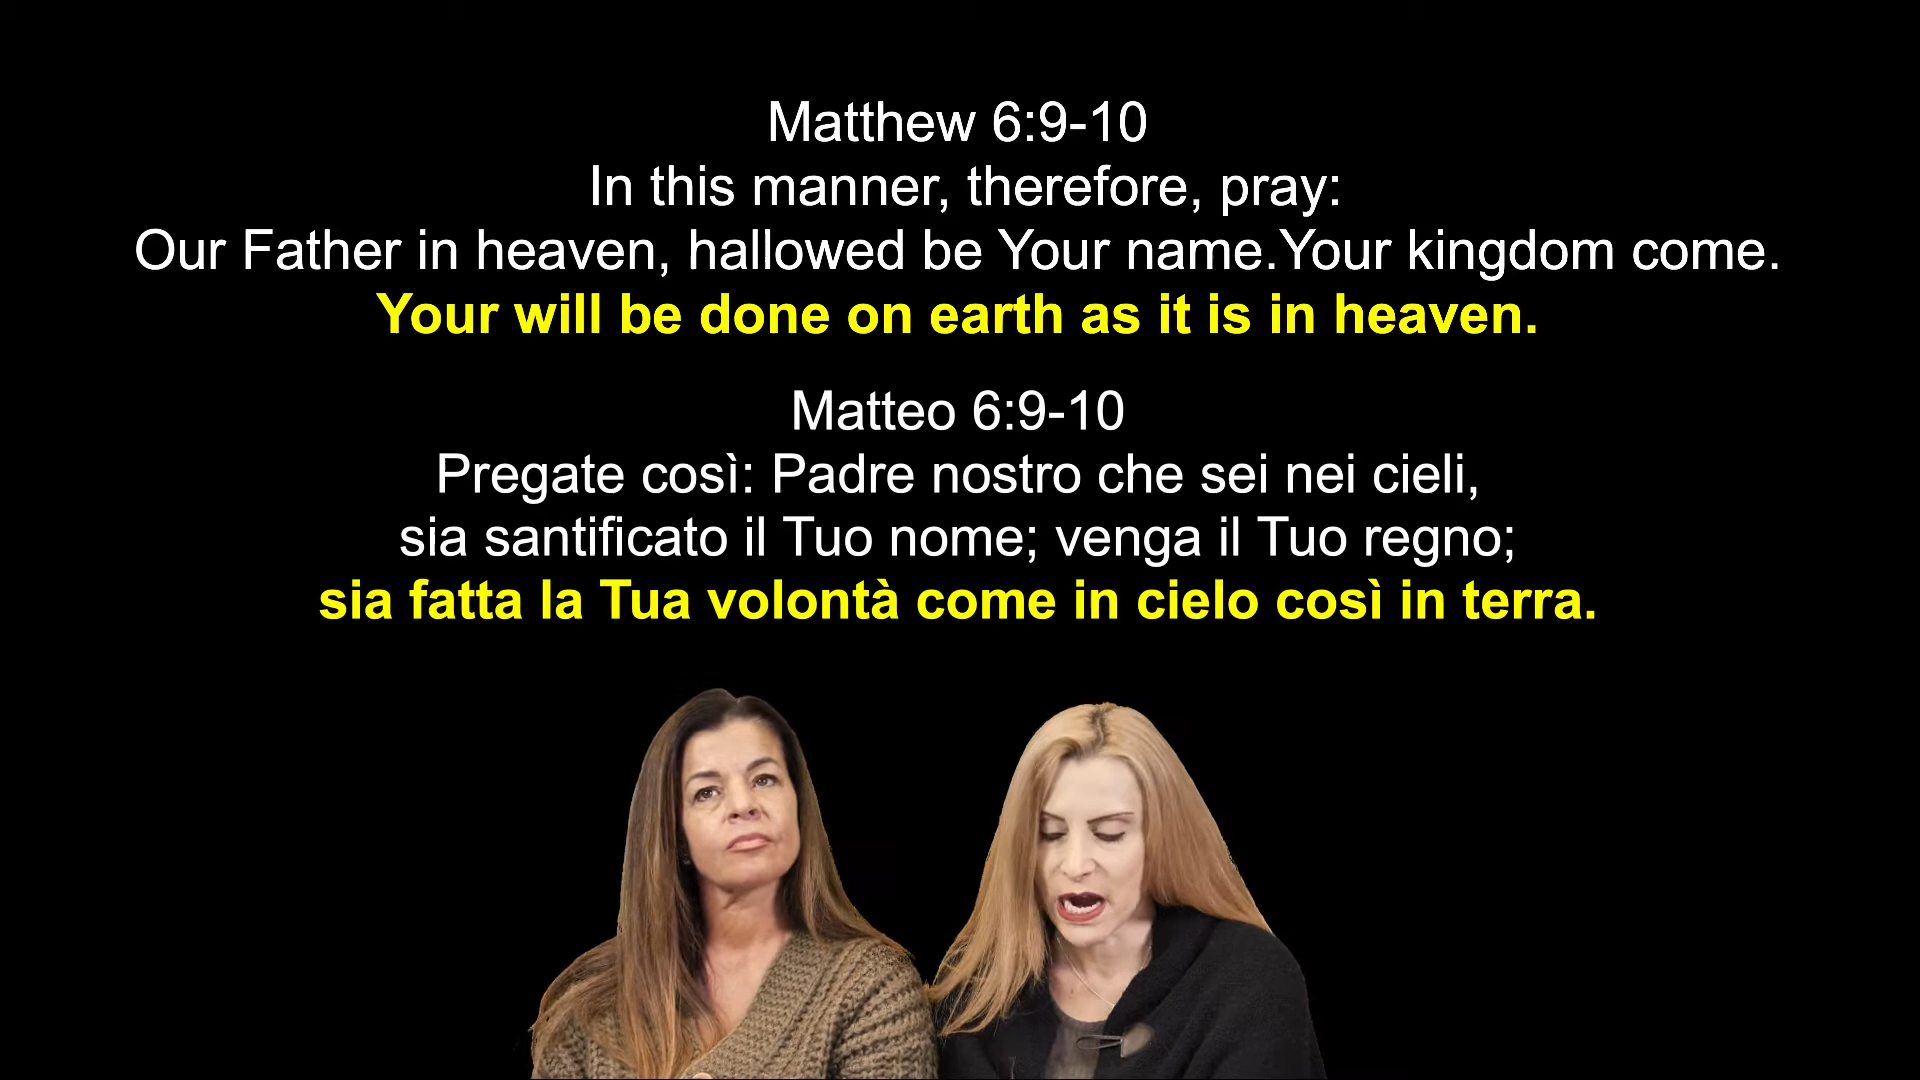 Matthew 6:9-10
In this manner, therefore, pray:
Our Father in heaven, hallowed be Your name.Your kingdom come.
Your will be done on earth as it is in heaven.
Matteo 6:9-10
Pregate così: Padre nostro che sei nei cieli,
sia santificato il Tuo nome; venga il Tuo regno;
sia fatta la Tua volontà come in cielo così in terra.